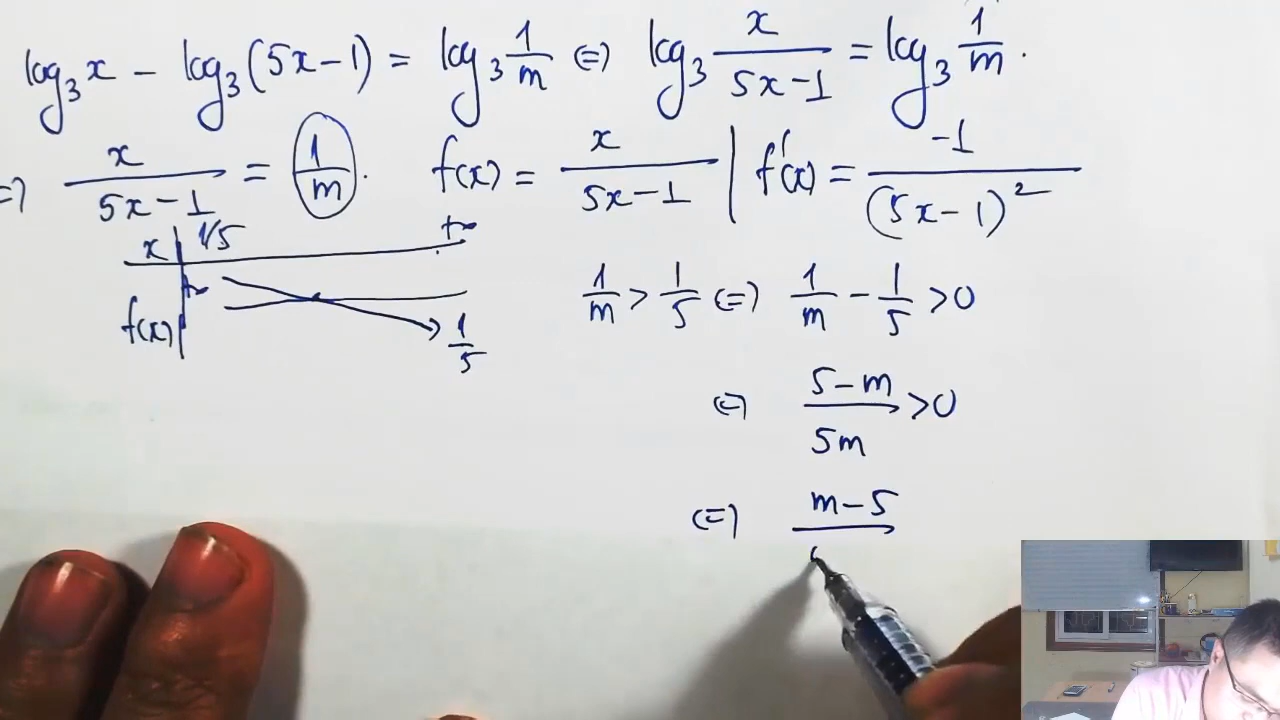 log₃x − log₃(5x−1) = log₃ 1/m ⇔ log₃ x/(5x−1) = log₃ 1/m.
⇒ x/(5x−1) = 1/m. f(x) = x/(5x−1) | f'(x) = −1/(5x−1)²
x | 1/5 +∞
f(x) | +∞ 1/5
1/m > 1/5 ⇔ 1/m − 1/5 > 0
⇔ (5−m)/5m > 0
⇔ m−5